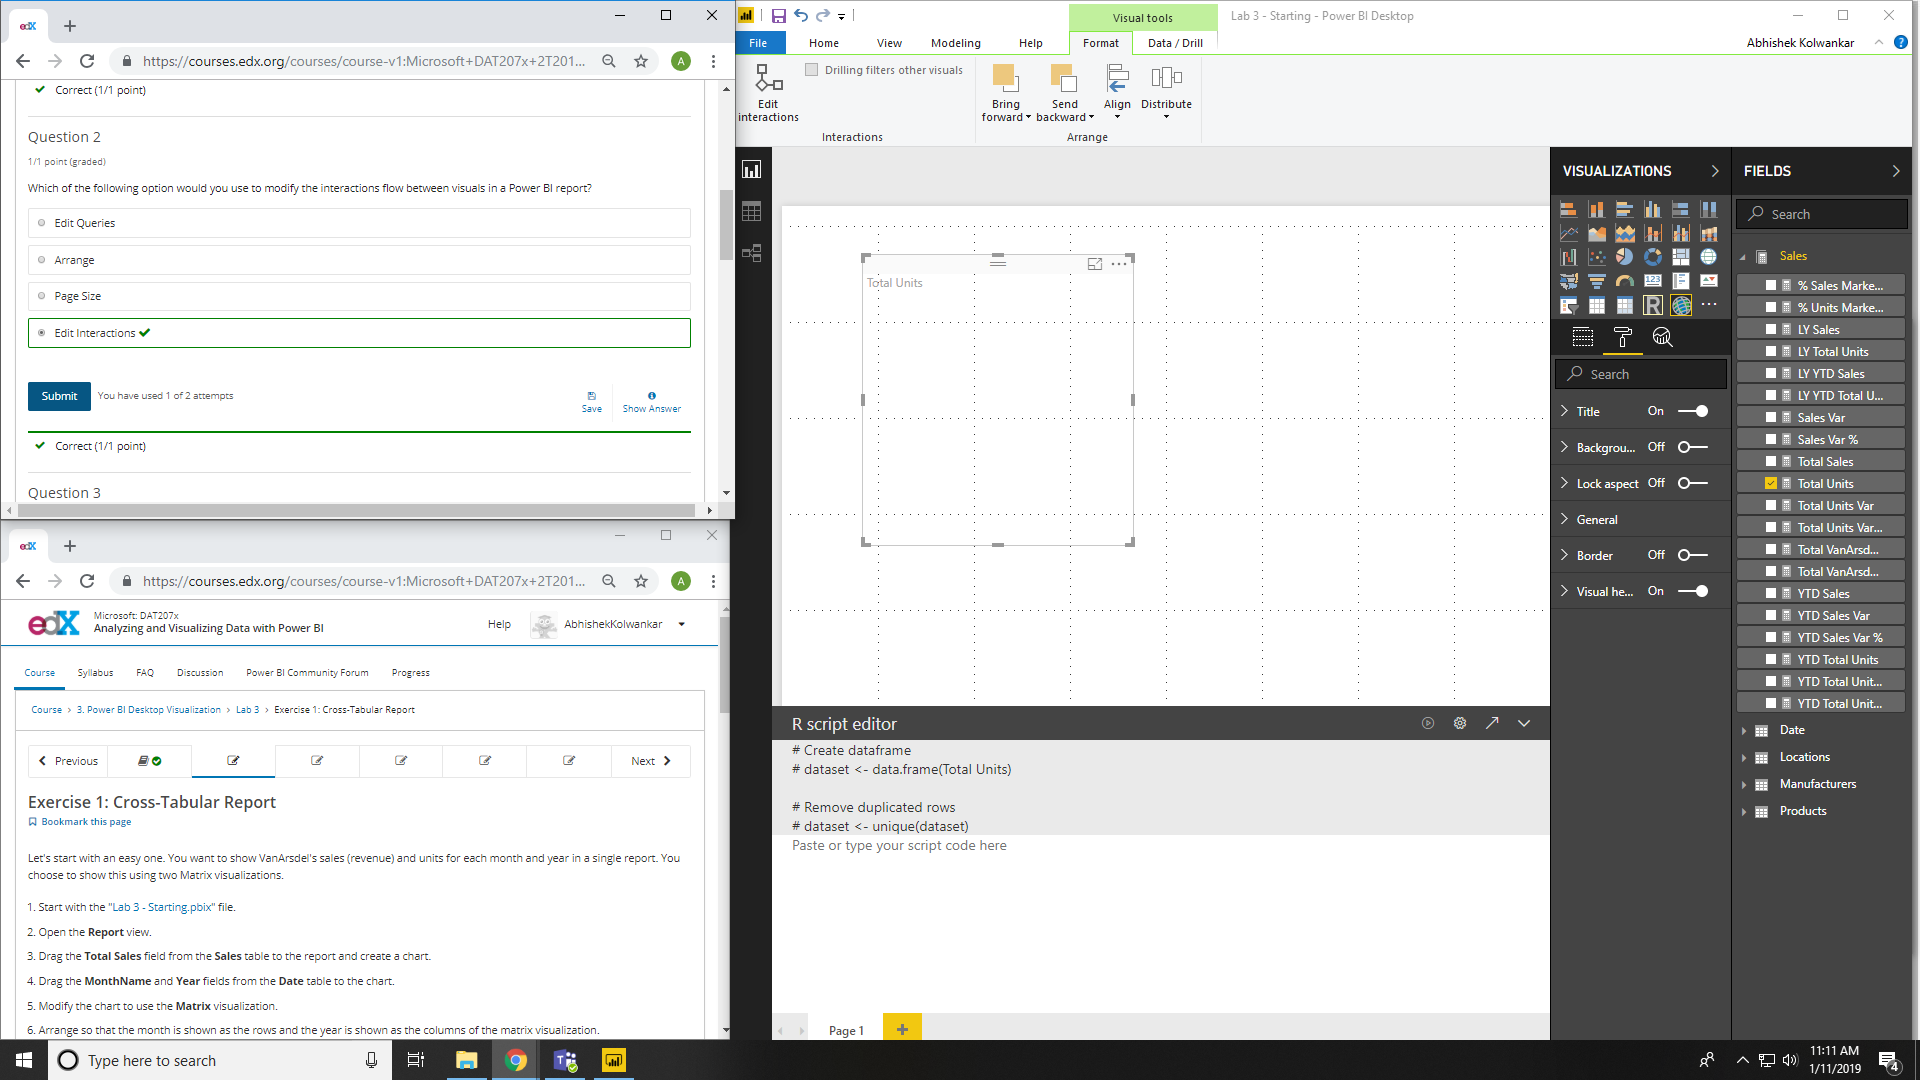 edX
https://courses.edx.org/courses/course-v1:Microsoft+DAT207x+2T201...
A
Correct (1/1 point)
Question 2
1/1 point (graded)
Which of the following option would you use to modify the interactions flow between visuals in a Power BI report?
Edit Queries
Arrange
Page Size
Edit Interactions
Submit
You have used 1 of 2 attempts
Save
Show Answer
Correct (1/1 point)
Question 3
edX
https://courses.edx.org/courses/course-v1:Microsoft+DAT207x+2T201...
A
edX
Microsoft: DAT207x
Analyzing and Visualizing Data with Power BI
Help
AbhishekKolwankar
Course
Syllabus
FAQ
Discussion
Power BI Community Forum
Progress
Course > 3. Power BI Desktop Visualization > Lab 3 > Exercise 1: Cross-Tabular Report
Previous
Next
Exercise 1: Cross-Tabular Report
Bookmark this page
Let's start with an easy one. You want to show VanArsdel's sales (revenue) and units for each month and year in a single report. You
choose to show this using two Matrix visualizations.
1. Start with the "Lab 3 - Starting.pbix" file.
2. Open the Report view.
3. Drag the Total Sales field from the Sales table to the report and create a chart.
4. Drag the MonthName and Year fields from the Date table to the chart.
5. Modify the chart to use the Matrix visualization.
6. Arrange so that the month is shown as the rows and the year is shown as the columns of the matrix visualization.
Visual tools
Lab 3 - Starting - Power BI Desktop
File
Home
View
Modeling
Help
Format
Data / Drill
Abhishek Kolwankar
?
Edit
interactions
Drilling filters other visuals
Interactions
Bring
forward
Send
backward
Align
Distribute
Arrange
Total Units
R script editor
# Create dataframe
# dataset <- data.frame(Total Units)
# Remove duplicated rows
# dataset <- unique(dataset)
Paste or type your script code here
Page 1
VISUALIZATIONS
123
R
Search
Title On
Backgrou... Off
Lock aspect Off
General
Border Off
Visual he... On
FIELDS
Search
Sales
% Sales Marke...
% Units Marke...
LY Sales
LY Total Units
LY YTD Sales
LY YTD Total U...
Sales Var
Sales Var %
Total Sales
Total Units
Total Units Var
Total Units Var...
Total VanArsd...
Total VanArsd...
YTD Sales
YTD Sales Var
YTD Sales Var %
YTD Total Units
YTD Total Unit...
YTD Total Unit...
Date
Locations
Manufacturers
Products
Type here to search
11:11 AM
1/11/2019
4